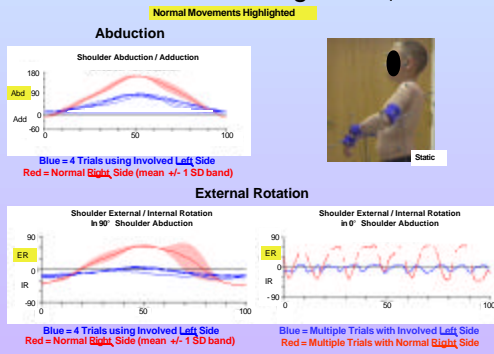 Normal Movements Highlighted
Abduction
Shoulder Abduction / Adduction
180
Abd 90
Add 0
-60
0 50 100
Blue = 4 Trials using Involved Left Side
Red = Normal Right Side (mean +/- 1 SD band)
Static
External Rotation
Shoulder External / Internal Rotation
In 90° Shoulder Abduction
90
ER
0
IR
-90
0 50 100
Blue = 4 Trials using Involved Left Side
Red = Normal Right Side (mean +/- 1 SD band)
Shoulder External / Internal Rotation
in 0° Shoulder Abduction
90
ER
0
IR
-90
0 50 100
Blue = Multiple Trials with Involved Left Side
Red = Multiple Trials with Normal Right Side